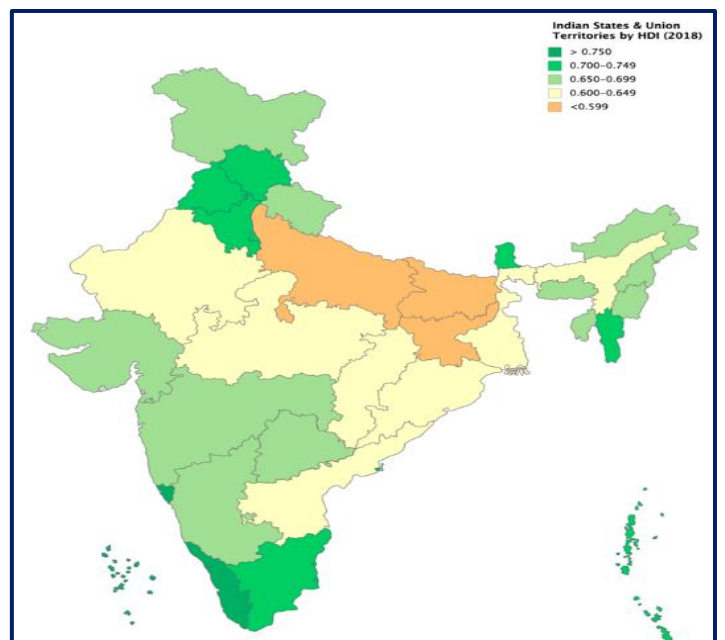 Indian States & Union
Territories by HDI (2018)
> 0.750
0.700–0.749
0.650–0.699
0.600–0.649
<0.599